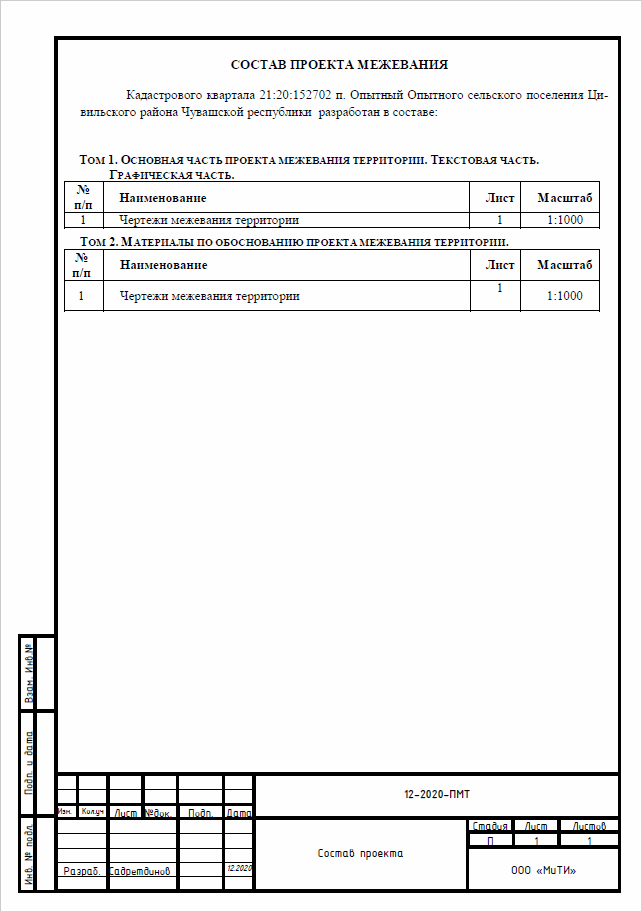 СОСТАВ ПРОЕКТА МЕЖЕВАНИЯ
Кадастрового квартала 21:20:152702 п. Опытный Опытного сельского поселения Ци-
вильского района Чувашской республики разработан в составе:
ТОМ 1. ОСНОВНАЯ ЧАСТЬ ПРОЕКТА МЕЖЕВАНИЯ ТЕРРИТОРИИ. ТЕКСТОВАЯ ЧАСТЬ.
ГРАФИЧЕСКАЯ ЧАСТЬ.
№ п/п Наименование Лист Масштаб
1 Чертежи межевания территории 1 1:1000
ТОМ 2. МАТЕРИАЛЫ ПО ОБОСНОВАНИЮ ПРОЕКТА МЕЖЕВАНИЯ ТЕРРИТОРИИ.
№ п/п Наименование Лист Масштаб
1 Чертежи межевания территории 1 1:1000
Взам. Инв.№
Подп. и дата
Инв. № подл.
12-2020-ПМТ
Изм. Кол.уч Лист №док. Подп. Дата
Состав проекта
Стадия Лист Листов
П 1 1
Разраб. Садретдинов 12.2020
ООО «МиТИ»